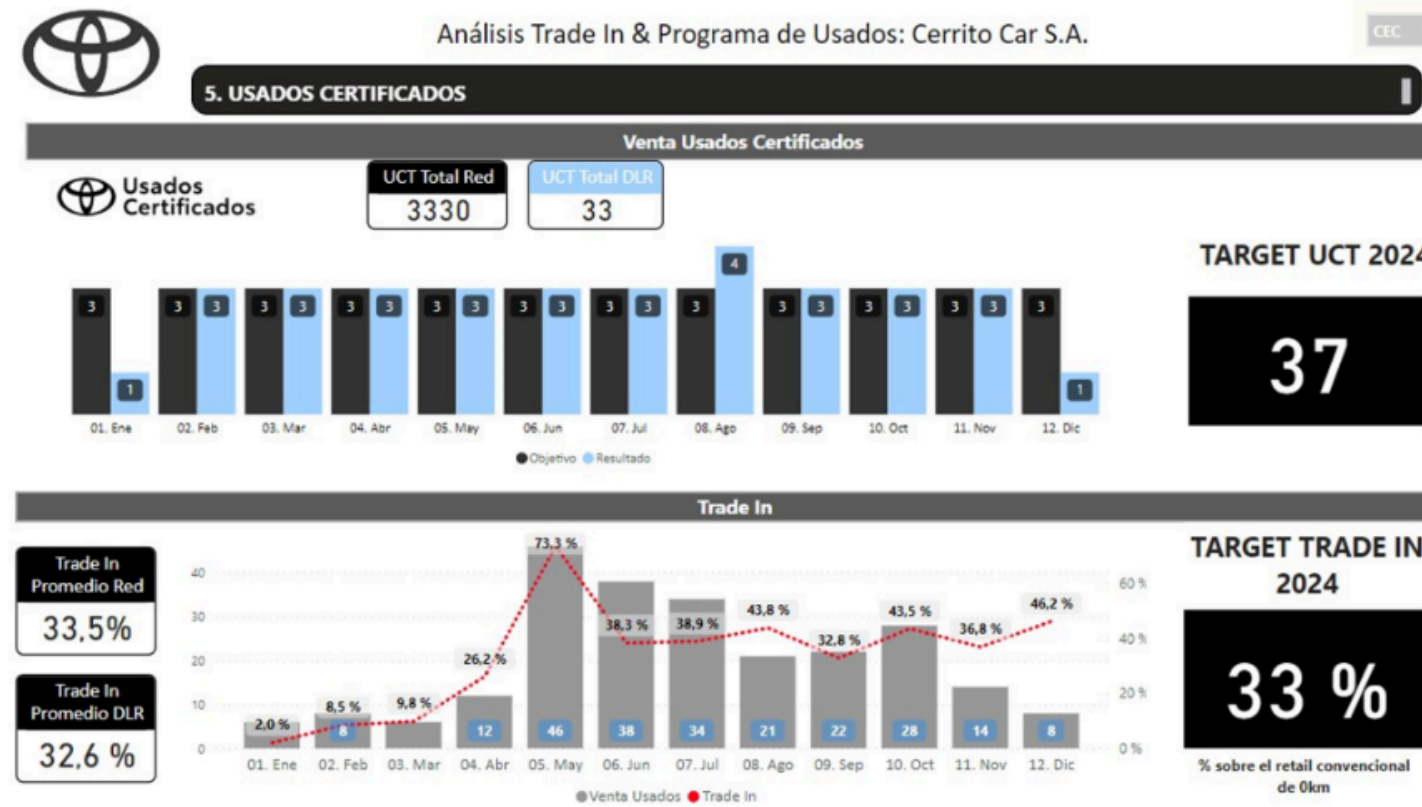 Análisis Trade In & Programa de Usados: Cerrito Car S.A.
CEC
5. USADOS CERTIFICADOS
Venta Usados Certificados
Usados
Certificados
UCT Total Red
3330
UCT Total DLR
33
TARGET UCT 2024
37
4
3 3 3 3 3 3 3 3 3 3 3 3 3 3 3 3 3 3 3 3 3
1 1
01. Ene 02. Feb 03. Mar 04. Abr 05. May 06. Jun 07. Jul 08. Ago 09. Sep 10. Oct 11. Nov 12. Dic
Objetivo Resultado
Trade In
Trade In
Promedio Red
33,5%
Trade In
Promedio DLR
32,6 %
40
30
20
10
0
2,0 % 8,5 % 9,8 % 26,2 % 73,3 % 38,3 % 38,9 % 43,8 % 32,8 % 43,5 % 36,8 % 46,2 %
8 12 46 38 34 21 22 28 14 8
60 %
40 %
20 %
0 %
01. Ene 02. Feb 03. Mar 04. Abr 05. May 06. Jun 07. Jul 08. Ago 09. Sep 10. Oct 11. Nov 12. Dic
Venta Usados Trade In
TARGET TRADE IN
2024
33 %
% sobre el retail convencional
de 0km